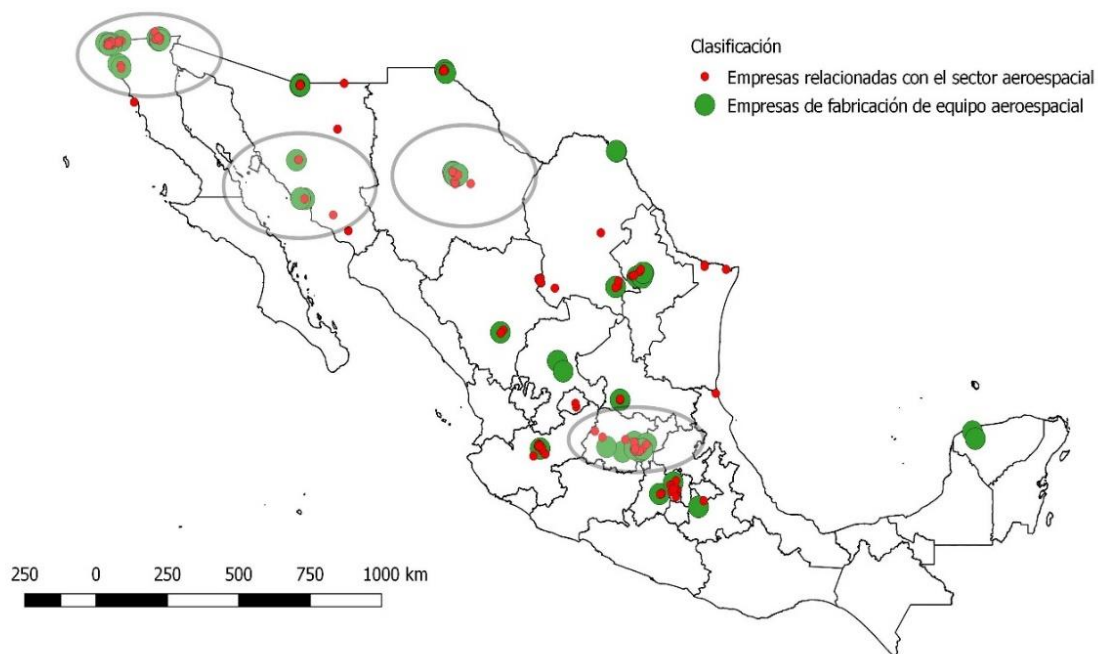 Clasificación
Empresas relacionadas con el sector aeroespacial
Empresas de fabricación de equipo aeroespacial
250 0 250 500 750 1000 km